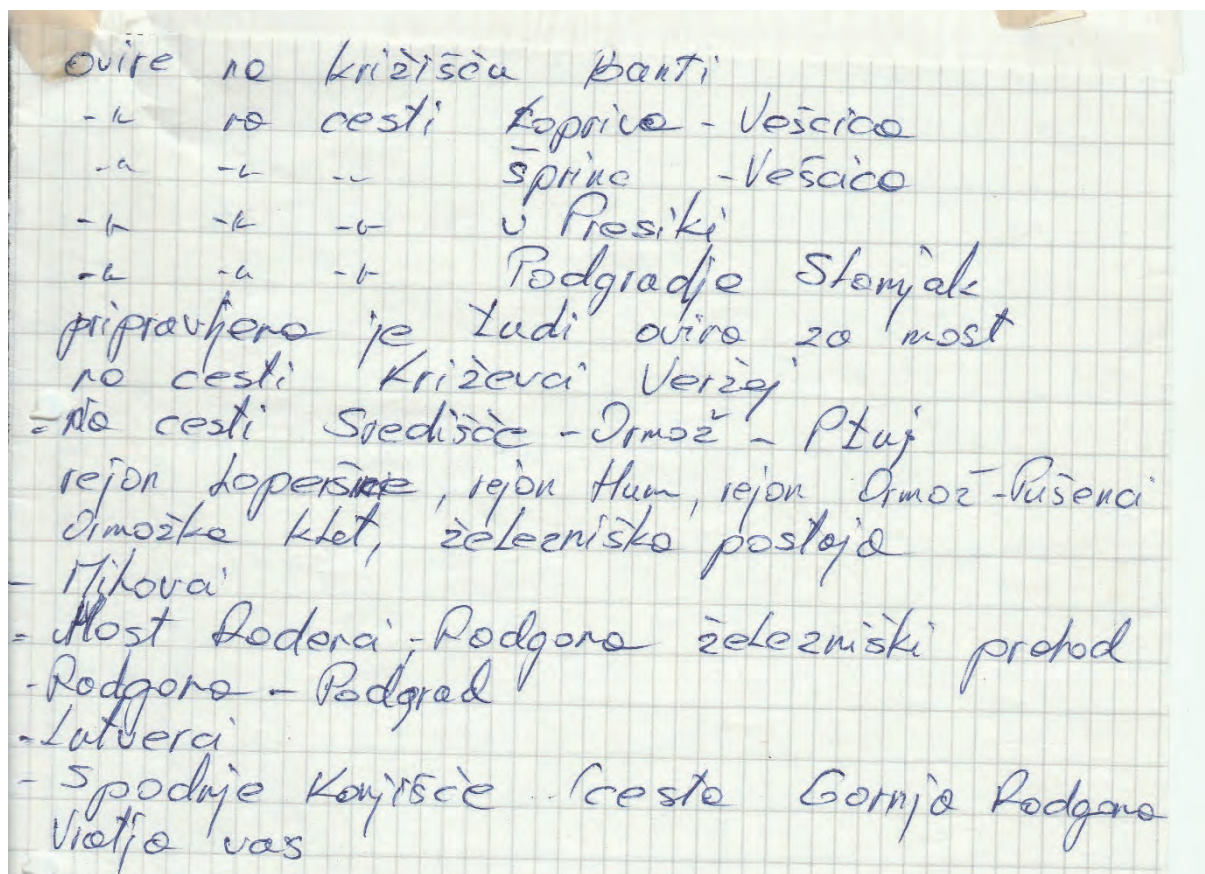 ovire na križišču Banti
-"- na cesti Kopriva - Veščica
-"- -"- -"- Šprinc - Veščica
-"- -"- -"- v Presiki
-"- -"- -"- Podgradje Slamjak
pripravljena je tudi ovira za most
na cesti Križevci Veržej
- Na cesti Središče - Ormož - Ptuj
rejon Loperšice, rejon Hum, rejon Ormož - Pušenci
Ormožka klet, železniška postaja
- Mihovci
- Most Radenci - Radgona železniški prehod
- Radgona - Podgrad
- Lutverci
- Spodnje Konjišče (cesta Gornja Radgona
Vratja vas